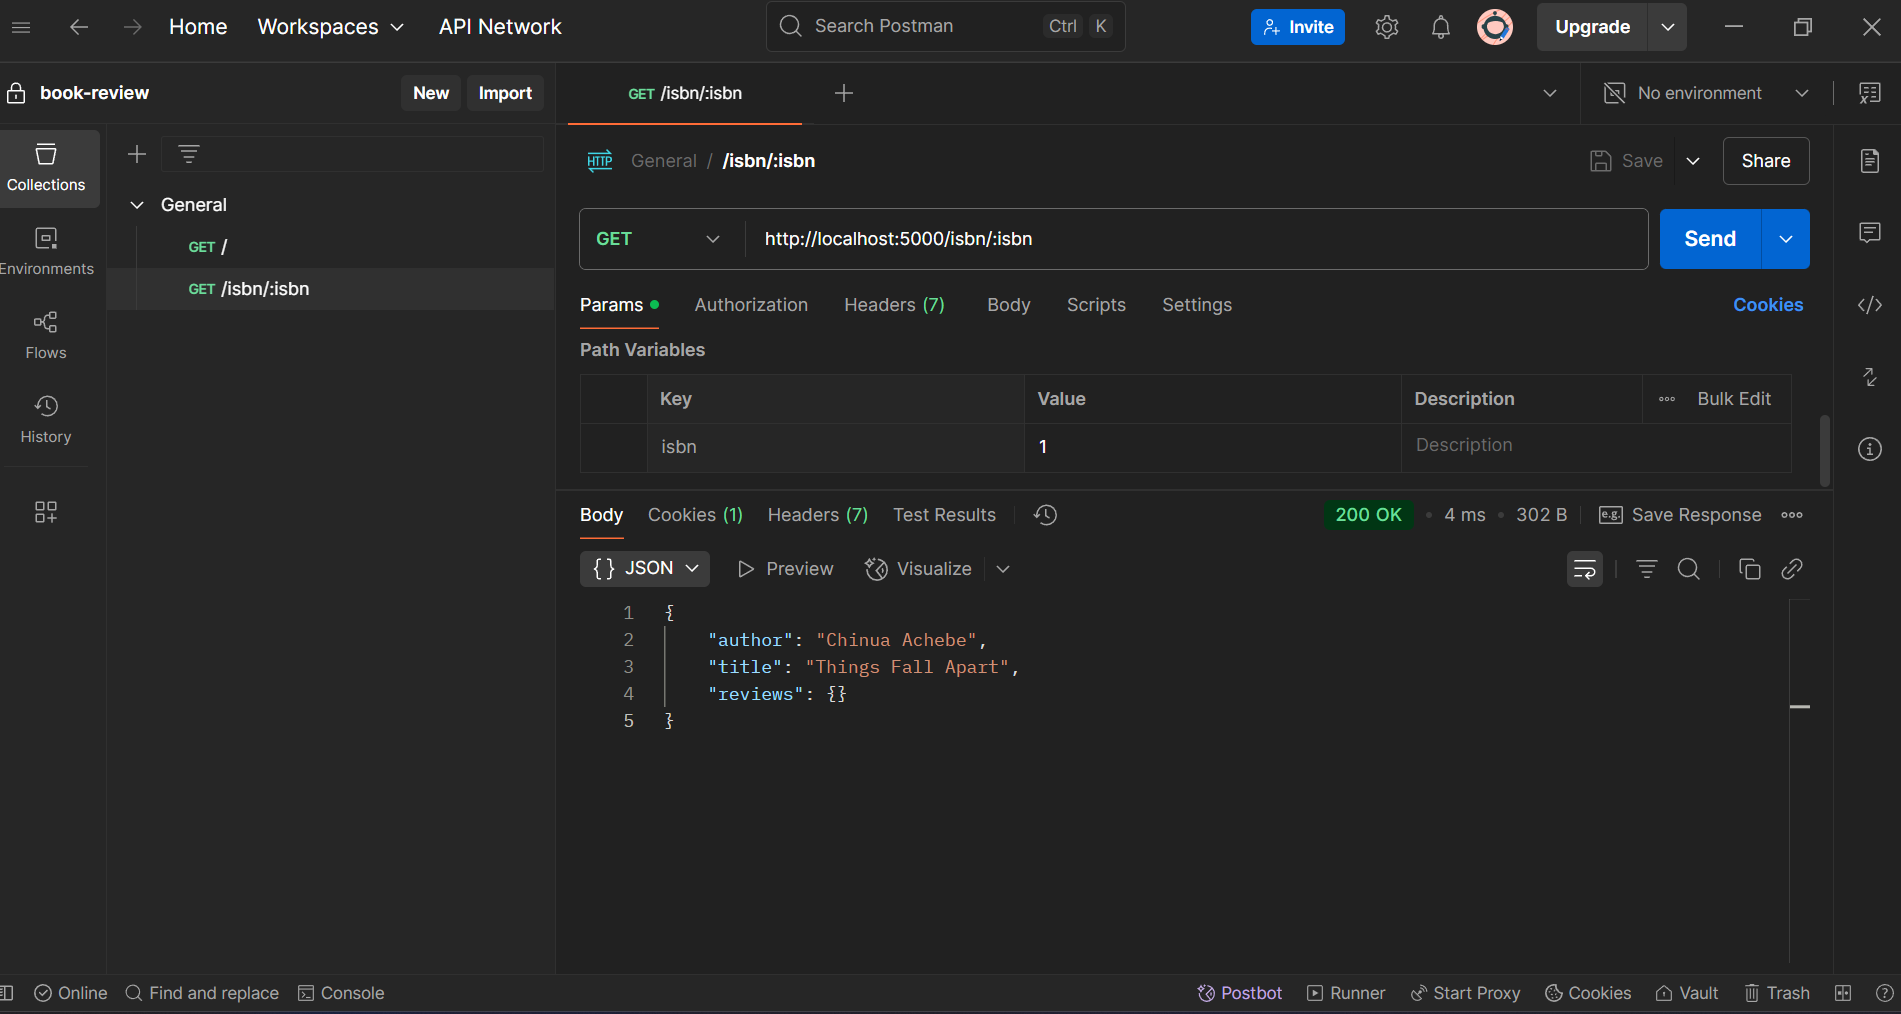 Home Workspaces API Network Search Postman Ctrl K Invite Upgrade
book-review New Import GET /isbn/:isbn No environment
Collections
Environments
Flows
History
General
GET /
GET /isbn/:isbn
HTTP General / /isbn/:isbn Save Share
GET http://localhost:5000/isbn/:isbn Send
Params Authorization Headers (7) Body Scripts Settings Cookies
Path Variables
Key Value Description Bulk Edit
isbn 1 Description
Body Cookies (1) Headers (7) Test Results 200 OK 4 ms 302 B e.g. Save Response
{} JSON Preview Visualize
1 {
2 "author": "Chinua Achebe",
3 "title": "Things Fall Apart",
4 "reviews": {}
5 }
Online Find and replace Console Postbot Runner Start Proxy Cookies Vault Trash